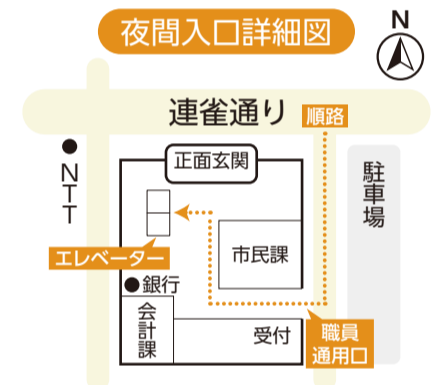 夜間入口詳細図
N
連雀通り
順路
正面玄関
NTT
駐車場
エレベーター
市民課
銀行
会計課
受付
職員
通用口